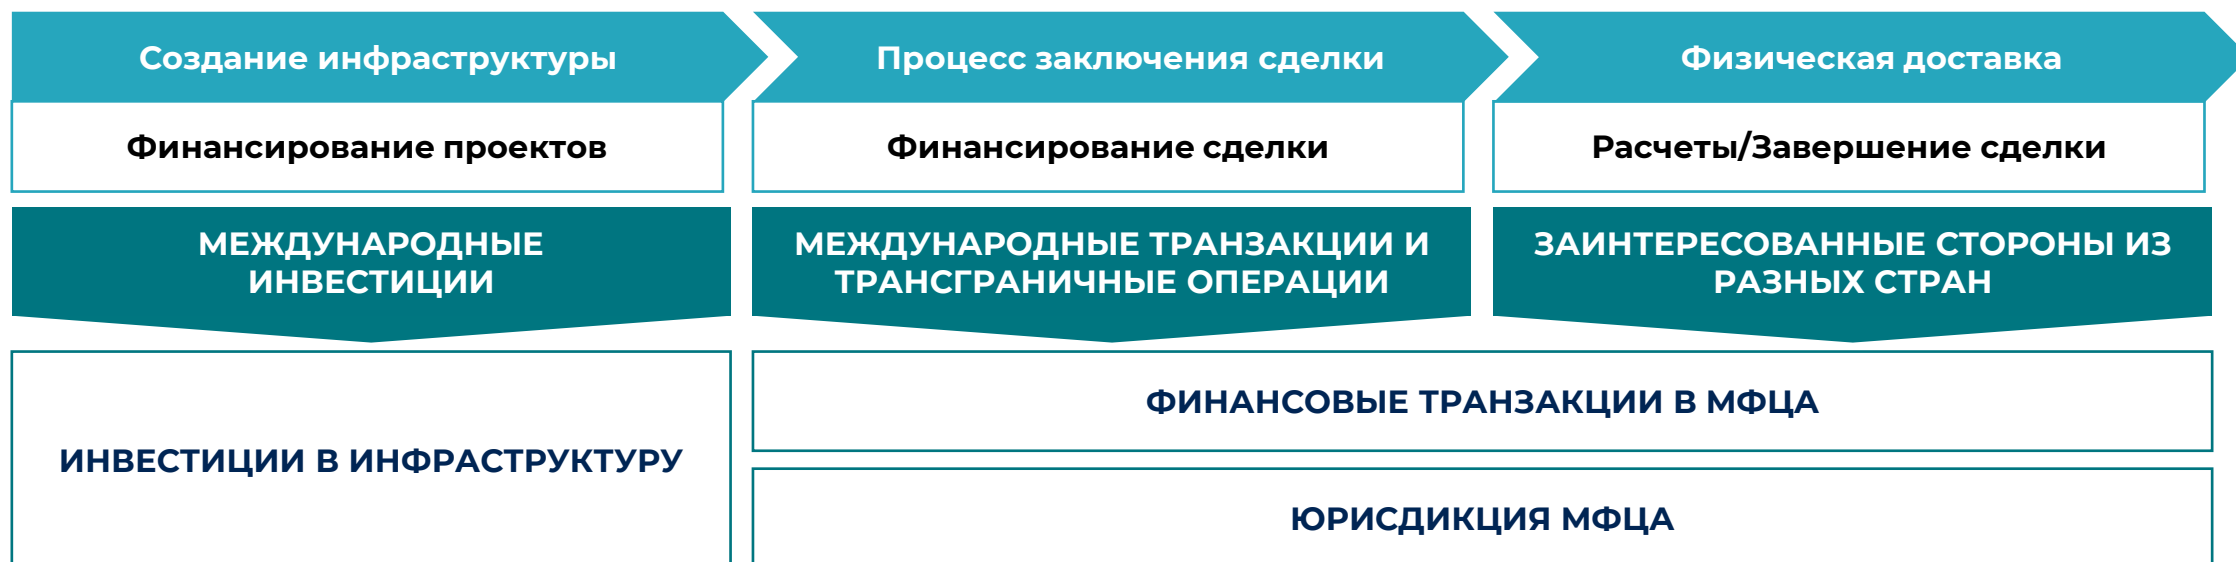 Создание инфраструктуры
Процесс заключения сделки
Физическая доставка
Финансирование проектов
Финансирование сделки
Расчеты/Завершение сделки
МЕЖДУНАРОДНЫЕ
ИНВЕСТИЦИИ
МЕЖДУНАРОДНЫЕ ТРАНЗАКЦИИ И
ТРАНСГРАНИЧНЫЕ ОПЕРАЦИИ
ЗАИНТЕРЕСОВАННЫЕ СТОРОНЫ ИЗ
РАЗНЫХ СТРАН
ИНВЕСТИЦИИ В ИНФРАСТРУКТУРУ
ФИНАНСОВЫЕ ТРАНЗАКЦИИ В МФЦА
ЮРИСДИКЦИЯ МФЦА